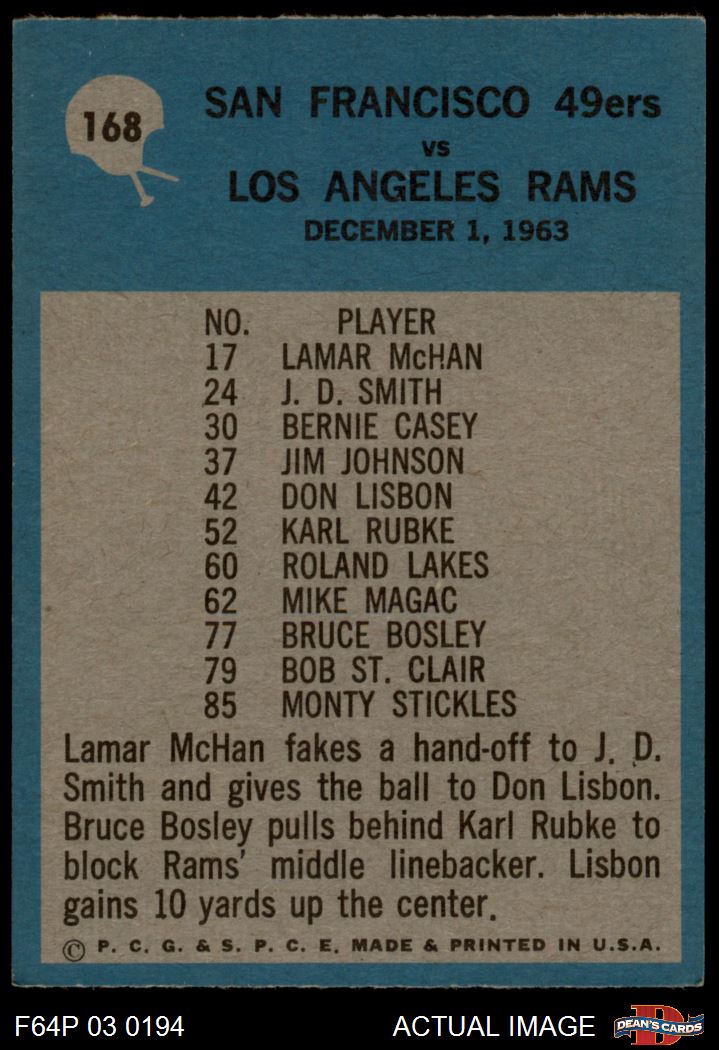 168
SAN FRANCISCO 49ers
vs
LOS ANGELES RAMS
DECEMBER 1, 1963
NO. PLAYER
17 LAMAR McHAN
24 J. D. SMITH
30 BERNIE CASEY
37 JIM JOHNSON
42 DON LISBON
52 KARL RUBKE
60 ROLAND LAKES
62 MIKE MAGAC
77 BRUCE BOSLEY
79 BOB ST. CLAIR
85 MONTY STICKLES
Lamar McHan fakes a hand-off to J. D.
Smith and gives the ball to Don Lisbon.
Bruce Bosley pulls behind Karl Rubke to
block Rams' middle linebacker. Lisbon
gains 10 yards up the center.
© P. C. G. & S. P. C. E. MADE & PRINTED IN U.S.A.
F64P 03 0194 ACTUAL IMAGE DEAN'S CARDS